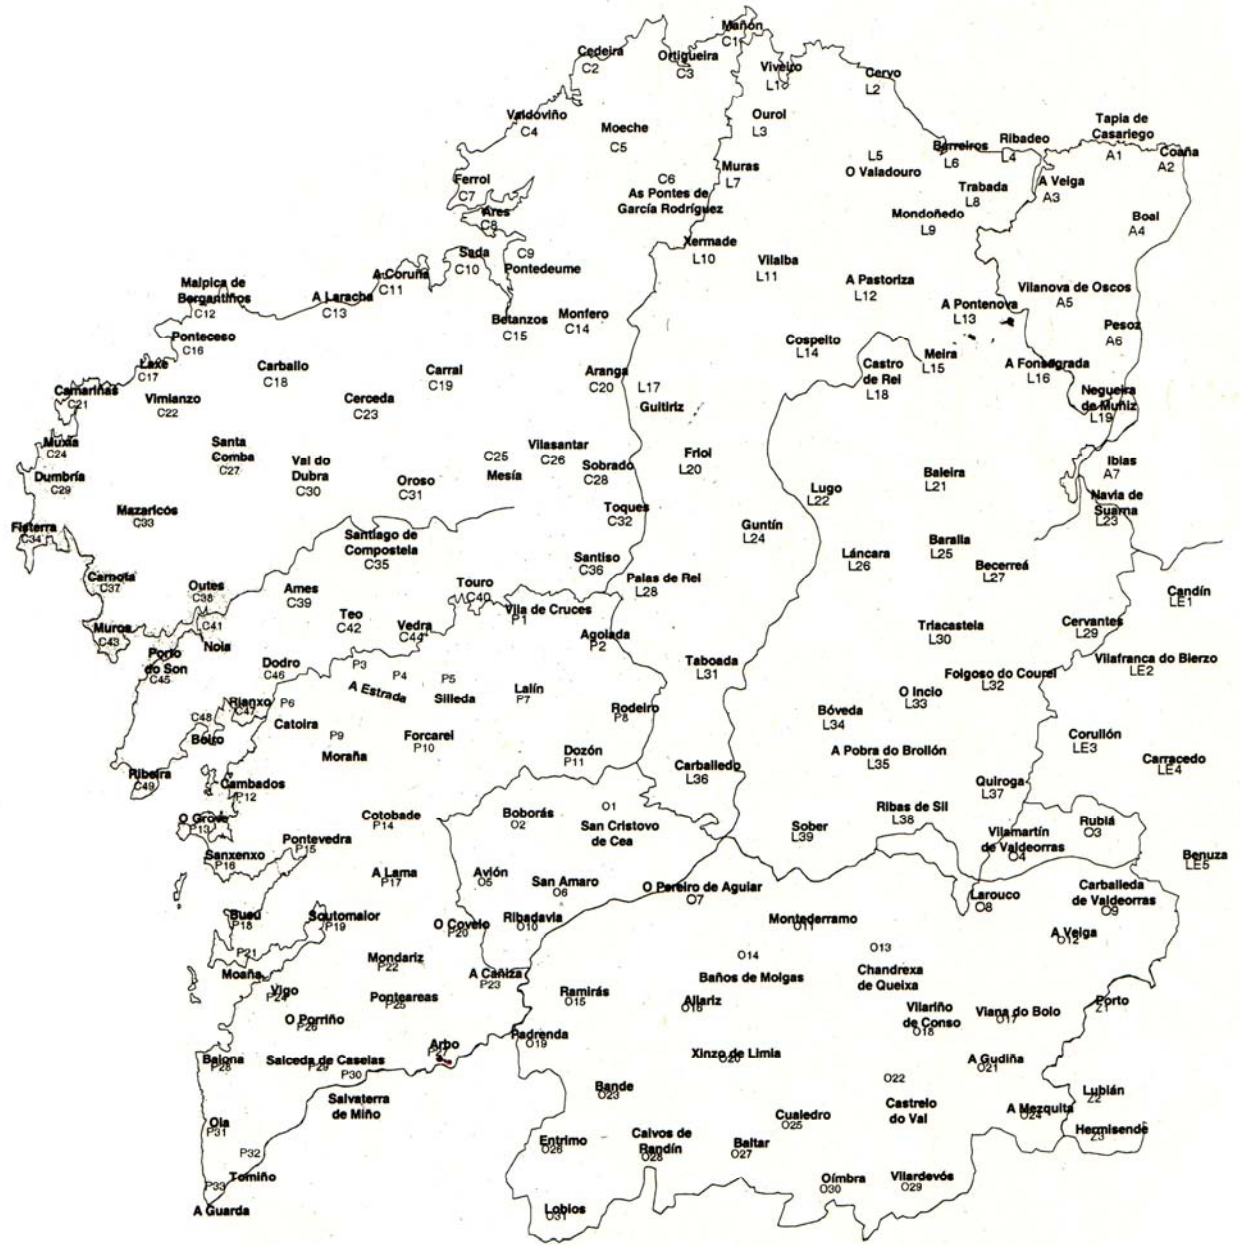 Mañón
C1
Cedeira
C2
Ortigueira
C3
Viveiro
L1
Cervo
L2
Valdoviño
C4
Moeche
C5
Ourol
L3
Tapia de
Casariego
A1
Ribadeo
L4
Barreiros
L6
L5
O Valadouro
Coaña
A2
Ferrol
C7
C6
As Pontes de
García Rodríguez
Muras
L7
Trabada
L8
A Veiga
A3
Ares
C8
Mondoñedo
L9
Boal
A4
Sada
C10
C9
Pontedeume
Xermade
L10
Vilalba
L11
A Coruña
C11
Malpica de
Bergantiños
C12
A Laracha
C13
A Pastoriza
L12
Vilanova de Oscos
A5
A Pontenova
L13
Betanzos
C15
Monfero
C14
Pesoz
A6
Ponteceso
C16
Cospeito
L14
Meira
L15
Laxe
C17
Carballo
C18
Carral
C19
Aranga
C20
L17
Guitiriz
Castro
de Rei
L18
A Fonsagrada
L16
Camariñas
C21
Vimianzo
C22
Cerceda
C23
Negueira
de Muñiz
L19
Muxía
C24
Santa
Comba
C27
Vilasantar
C26
C25
Mesía
Friol
L20
Ibias
A7
Dumbría
C29
Val do
Dubra
C30
Oroso
C31
Sobrado
C28
Baleira
L21
Lugo
L22
Navia de
Suarna
L23
Mazaricós
C33
Toques
C32
Fisterra
C34
Guntín
L24
Santiago de
Compostela
C35
Baralla
L25
Láncara
L26
Santiso
C36
Becerreá
L27
Carnota
C37
Outes
C38
Ames
C39
Touro
C40
Palas de Rei
L28
Candín
LE1
Vila de Cruces
P1
Muros
C43
C41
Noia
Teo
C42
Vedra
C44
Agolada
P2
Triacastela
L30
Cervantes
L29
Porto
do Son
C45
Dodro
C46
P3
P4
A Estrada
P5
Silleda
Taboada
L31
Vilafranca do Bierzo
LE2
Folgoso do Courel
L32
Lalín
P7
O Incio
L33
Rianxo
C47
P6
Catoira
C48
Boiro
Rodeiro
P8
Bóveda
L34
P9
Moraña
Forcarei
P10
Corullón
LE3
Dozón
P11
A Pobra do Brollón
L35
Carracedo
LE4
Ribeira
C49
Cambados
P12
Carballedo
L36
Quiroga
L37
O Grove
P13
Cotobade
P14
Boborás
O2
O1
San Cristovo
de Cea
Ribas de Sil
L38
Rubiá
O3
Sober
L39
Vilamartín
de Valdeorras
O4
Pontevedra
P15
Sanxenxo
P16
Benuza
LE5
A Lama
P17
Avión
O5
San Amaro
O6
O Pereiro de Aguiar
O7
Larouco
O8
Carballeda
de Valdeorras
O9
Bueu
P18
Soutomaior
P19
O Covelo
P20
Ribadavia
O10
Montederramo
O11
A Veiga
O12
P21
Moaña
Mondariz
P22
A Cañiza
P23
O14
Baños de Molgas
O13
Chandrexa
de Queixa
Vigo
P24
Ponteareas
P25
Ramirás
O15
Allariz
O16
Vilariño
de Conso
O18
Viana do Bolo
O17
Porto
Z1
O Porriño
P26
Arbo
P27
Padrenda
O19
Xinzo de Limia
O20
Baiona
P28
Salceda de Caselas
P29
P30
Salvaterra
de Miño
A Gudiña
O21
Bande
O23
O22
Castrelo
do Val
Lubián
Z2
Oia
P31
Cualedro
O25
A Mezquita
O24
Hermisende
Z3
Entrimo
O26
Calvos de
Randín
O28
Baltar
O27
P32
Tomiño
Oímbra
O30
Vilardevós
O29
P33
A Guarda
Lobios
O31